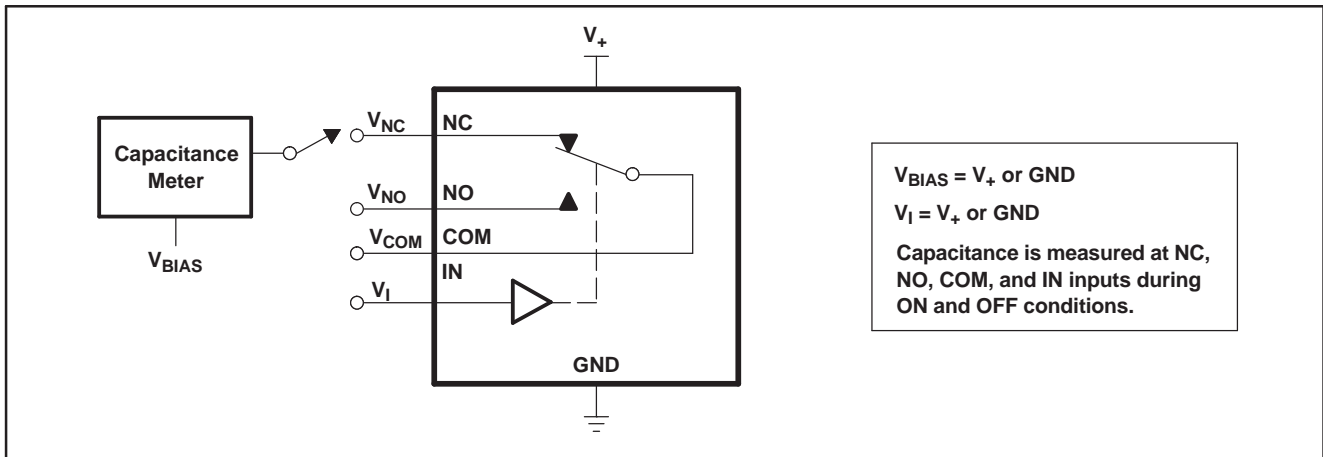 V+
VNC NC
Capacitance
Meter
VNO NO
VCOM COM
VBIAS
IN
VI
GND
VBIAS = V+ or GND
VI = V+ or GND
Capacitance is measured at NC,
NO, COM, and IN inputs during
ON and OFF conditions.